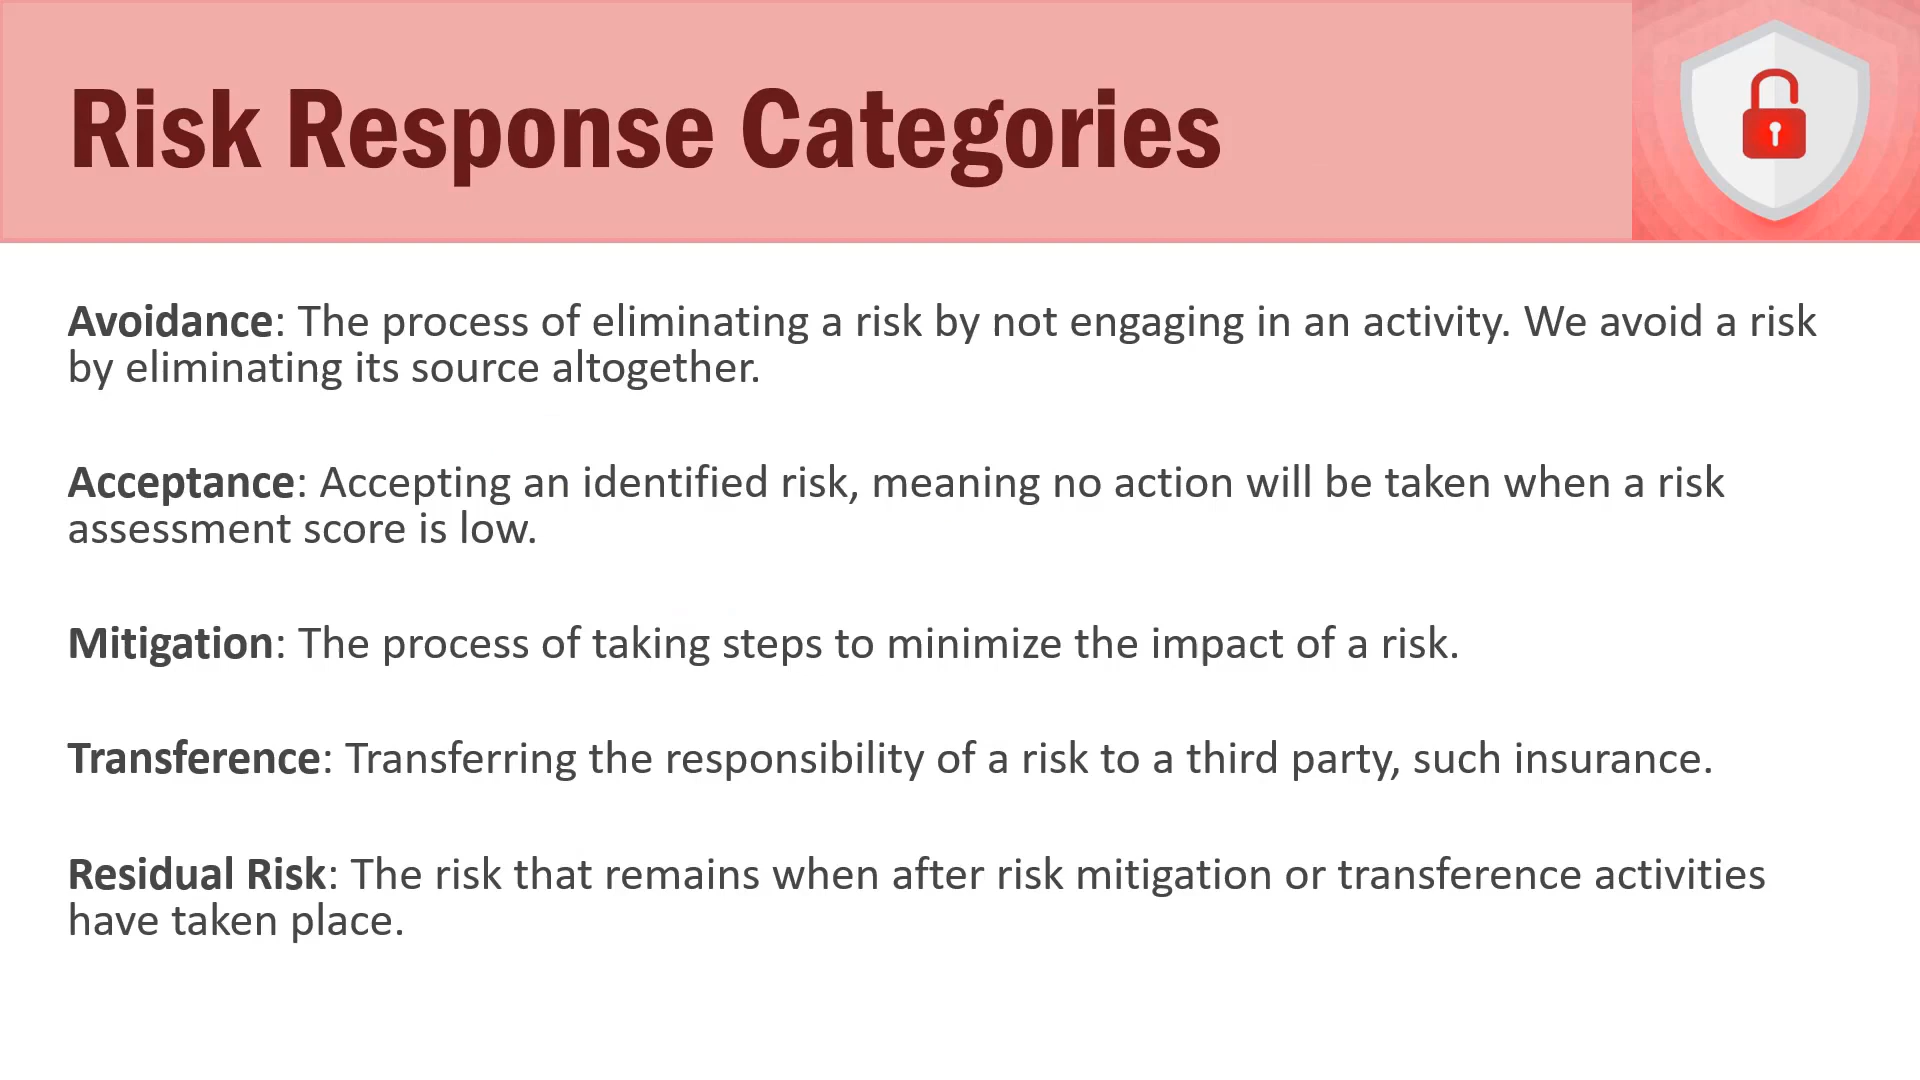 Risk Response Categories
Avoidance: The process of eliminating a risk by not engaging in an activity. We avoid a risk
by eliminating its source altogether.
Acceptance: Accepting an identified risk, meaning no action will be taken when a risk
assessment score is low.
Mitigation: The process of taking steps to minimize the impact of a risk.
Transference: Transferring the responsibility of a risk to a third party, such insurance.
Residual Risk: The risk that remains when after risk mitigation or transference activities
have taken place.